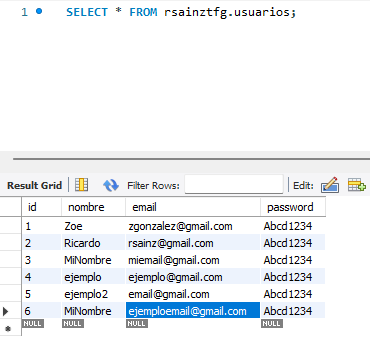 1 SELECT * FROM rsainztfg.usuarios;
Result Grid Filter Rows: Edit:
id nombre email password
1 Zoe zgonzalez@gmail.com Abcd1234
2 Ricardo rsainz@gmail.com Abcd1234
3 MiNombre miemail@gmail.com Abcd1234
4 ejemplo ejemplo@gmail.com Abcd1234
5 ejemplo2 email@gmail.com Abcd1234
6 MiNombre ejemploemail@gmail.com Abcd1234
NULL NULL NULL NULL